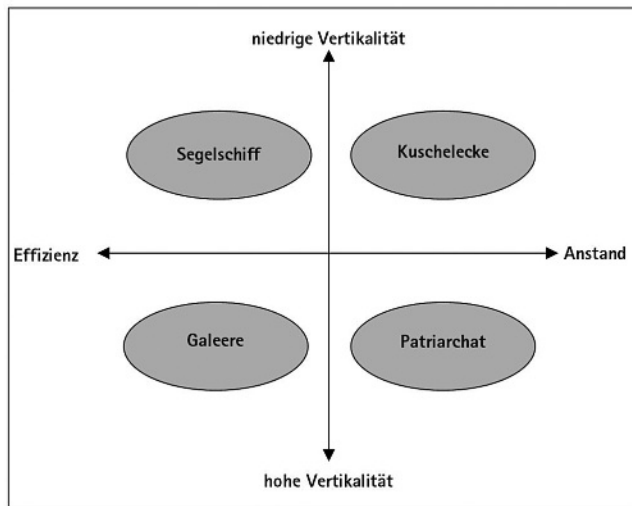 niedrige Vertikalität
Segelschiff
Kuschelecke
Effizienz
Anstand
Galeere
Patriarchat
hohe Vertikalität